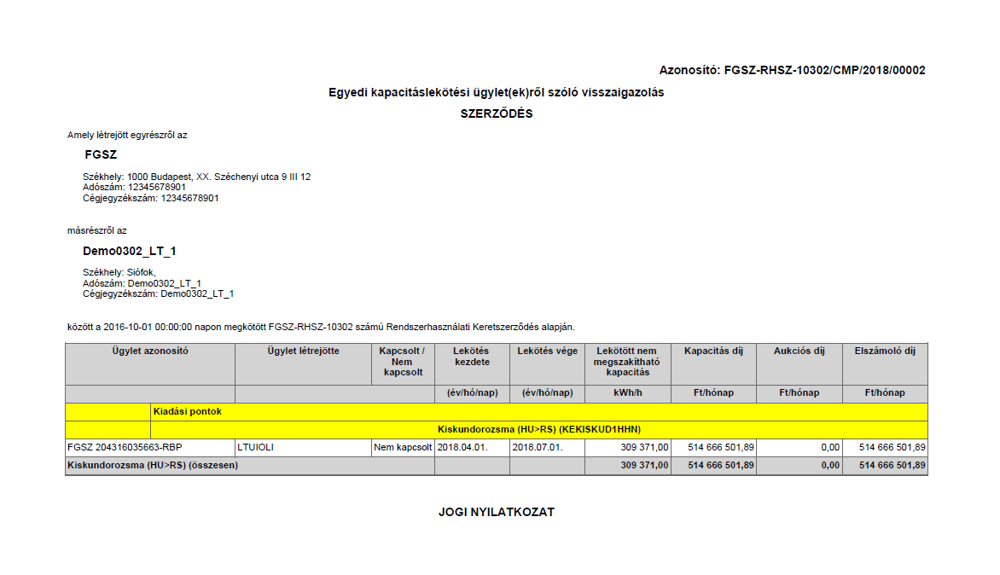 Azonosító: FGSZ-RHSZ-10302/CMP/2018/00002
Egyedi kapacitáslekötési ügylet(ek)ről szóló visszaigazolás
SZERZŐDÉS
Amely létrejött egyrészről az
FGSZ
Székhely: 1000 Budapest, XX. Széchenyi utca 9 III 12
Adószám: 12345678901
Cégjegyzékszám: 12345678901
másrészről az
Demo0302_LT_1
Székhely: Siófok,
Adószám: Demo0302_LT_1
Cégjegyzékszám: Demo0302_LT_1
között a 2016-10-01 00:00:00 napon megkötött FGSZ-RHSZ-10302 számú Rendszerhasználati Keretszerződés alapján.
Ügylet azonosító Ügylet létrejötte Kapcsolt / Lekötés Lekötés vége Lekötött nem Kapacitás díj Aukciós díj Elszámoló díj
Nem kezdete megszakítható
kapcsolt kapacitás
(év/hó/nap) (év/hó/nap) kWh/h Ft/hónap Ft/hónap Ft/hónap
Kiadási pontok
Kiskundorozsma (HU>RS) (KEKISKUD1HHN)
FGSZ 204316035663-RBP LTUIOLI Nem kapcsolt 2018.04.01. 2018.07.01. 309 371,00 514 666 501,89 0,00 514 666 501,89
Kiskundorozsma (HU>RS) (összesen) 309 371,00 514 666 501,89 0,00 514 666 501,89
JOGI NYILATKOZAT